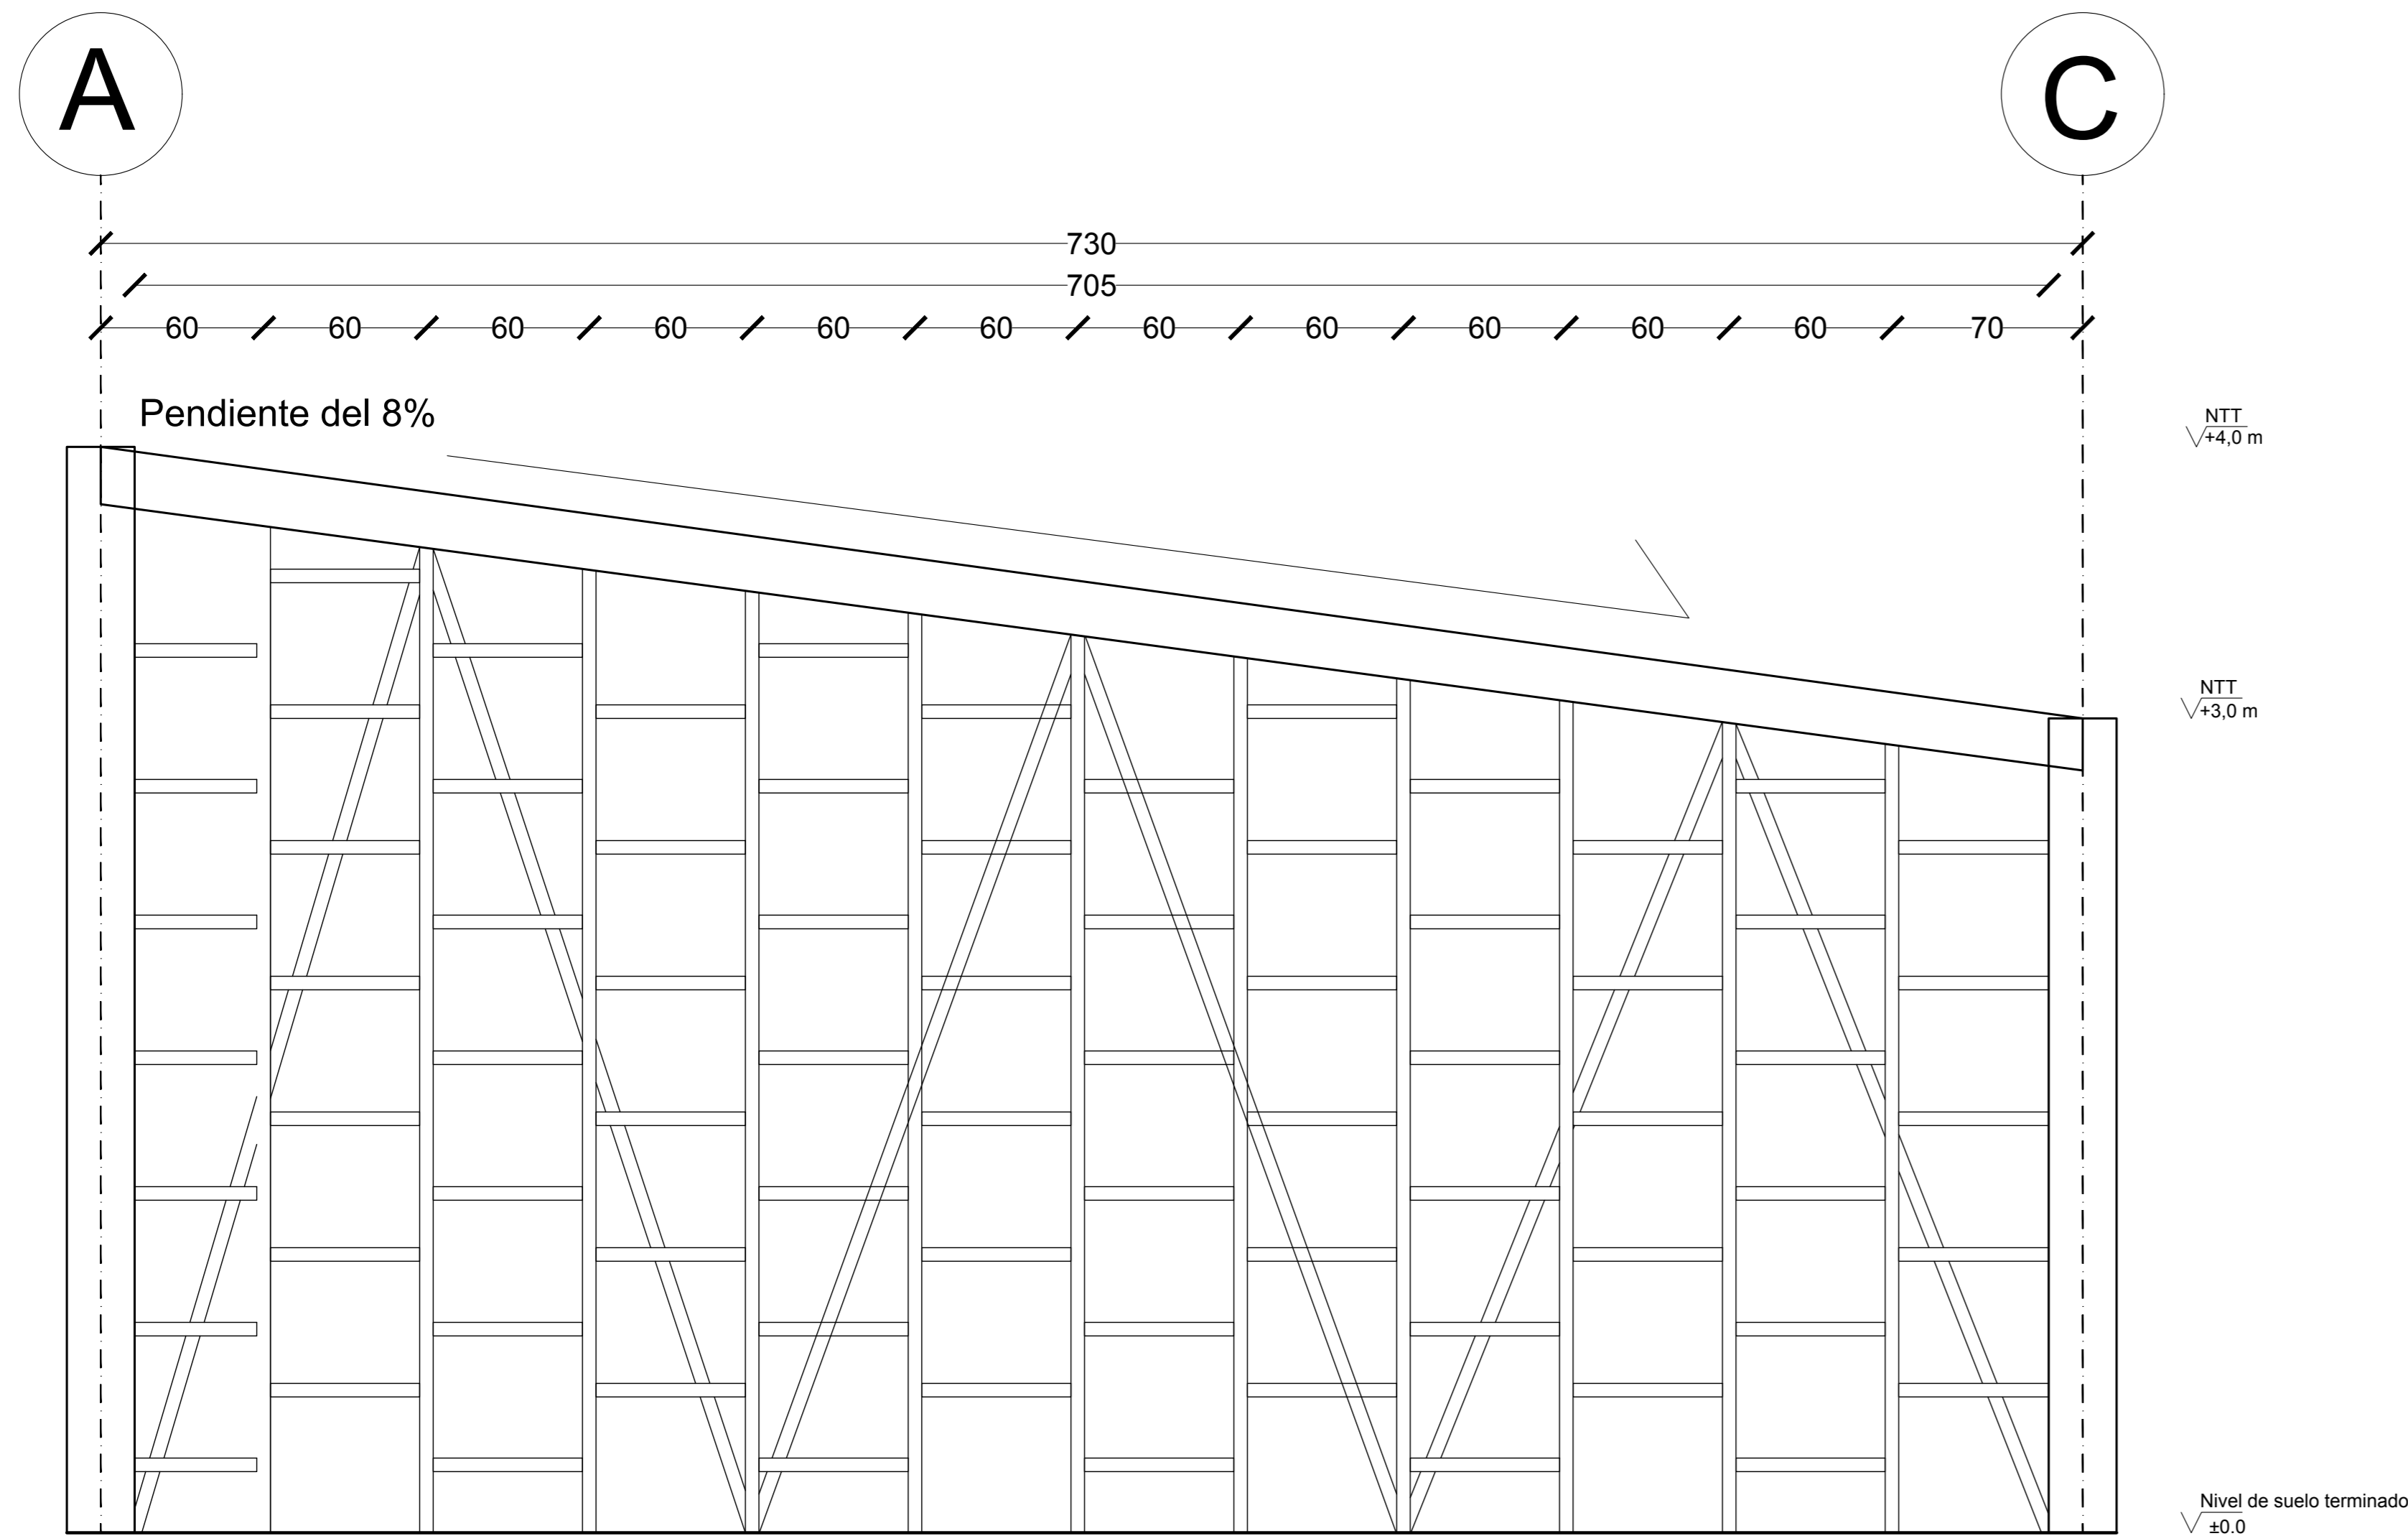 A
C
730
705
60 60 60 60 60 60 60 60 60 60 60 70
Pendiente del 8%
NTT
+4,0 m
NTT
+3,0 m
Nivel de suelo terminado
±0.0